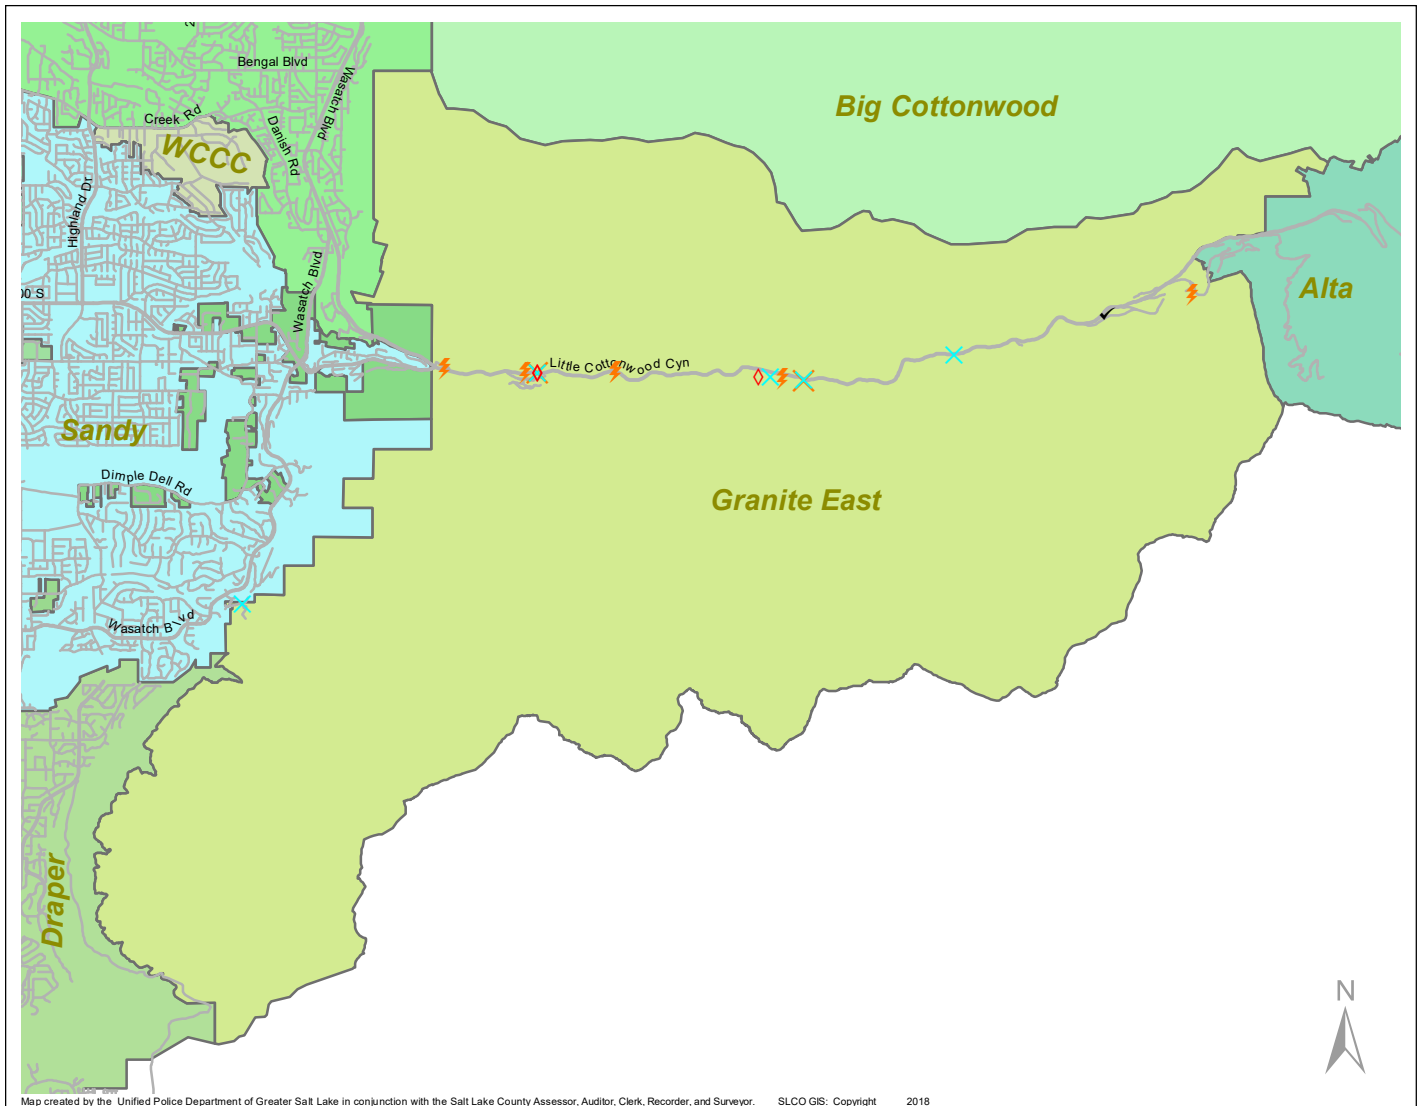 Bengal Blvd
Wasatch Blvd
Big Cottonwood
Creek Rd
Danish Rd
WCCC
Highland Dr
Wasatch Blvd
00 S
Alta
Little Cottonwood Cyn
Sandy
Dimple Dell Rd
Granite East
Wasatch Blvd
Draper
N
Map created by the Unified Police Department of Greater Salt Lake in conjunction with the Salt Lake County Assessor, Auditor, Clerk, Recorder, and Surveyor. SLCO GIS: Copyright 2018